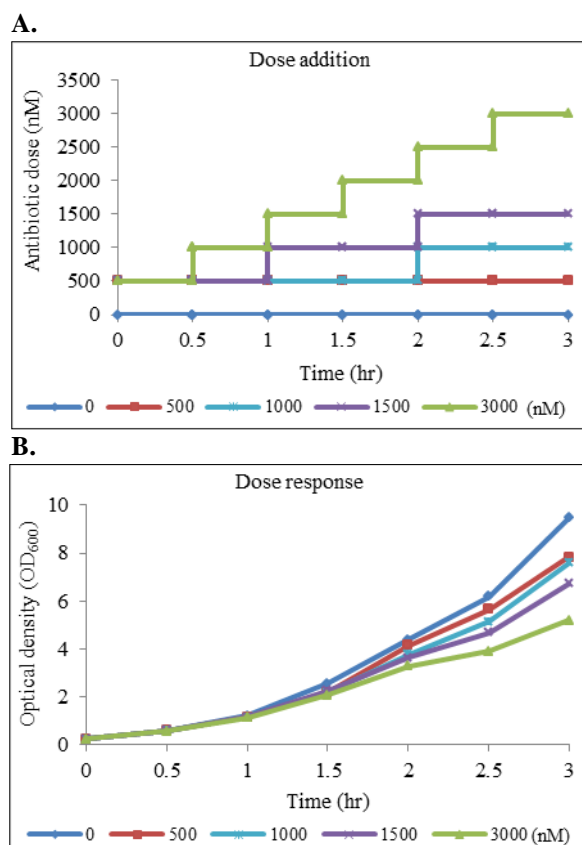 A.
Dose addition
Antibiotic dose (nM)
3500
3000
2500
2000
1500
1000
500
0
0 0.5 1 1.5 2 2.5 3
Time (hr)
0 500 1000 1500 3000 (nM)
B.
Dose response
Optical density (OD600)
10
8
6
4
2
0
0 0.5 1 1.5 2 2.5 3
Time (hr)
0 500 1000 1500 3000 (nM)